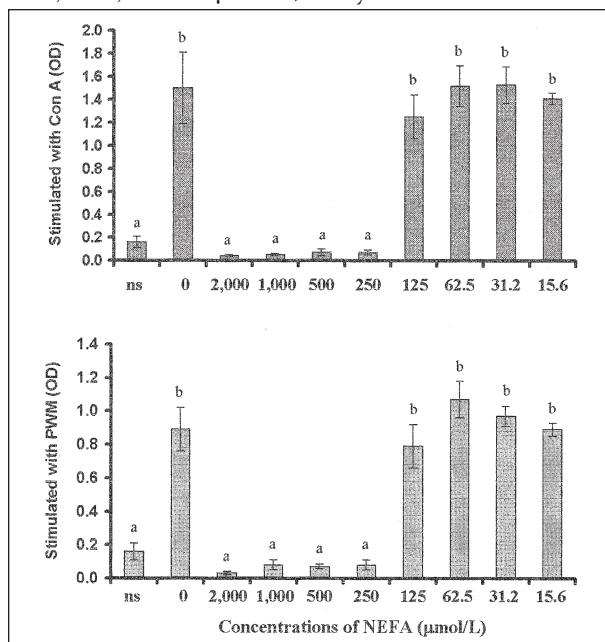 Stimulated with Con A (OD)
2.0
1.8
1.6
1.4
1.2
1.0
0.8
0.6
0.4
0.2
0.0
a b a a a a b b b b
ns 0 2,000 1,000 500 250 125 62.5 31.2 15.6
Stimulated with PWM (OD)
1.4
1.2
1.0
0.8
0.6
0.4
0.2
0.0
a b a a a a b b b b
ns 0 2,000 1,000 500 250 125 62.5 31.2 15.6
Concentrations of NEFA (µmol/L)